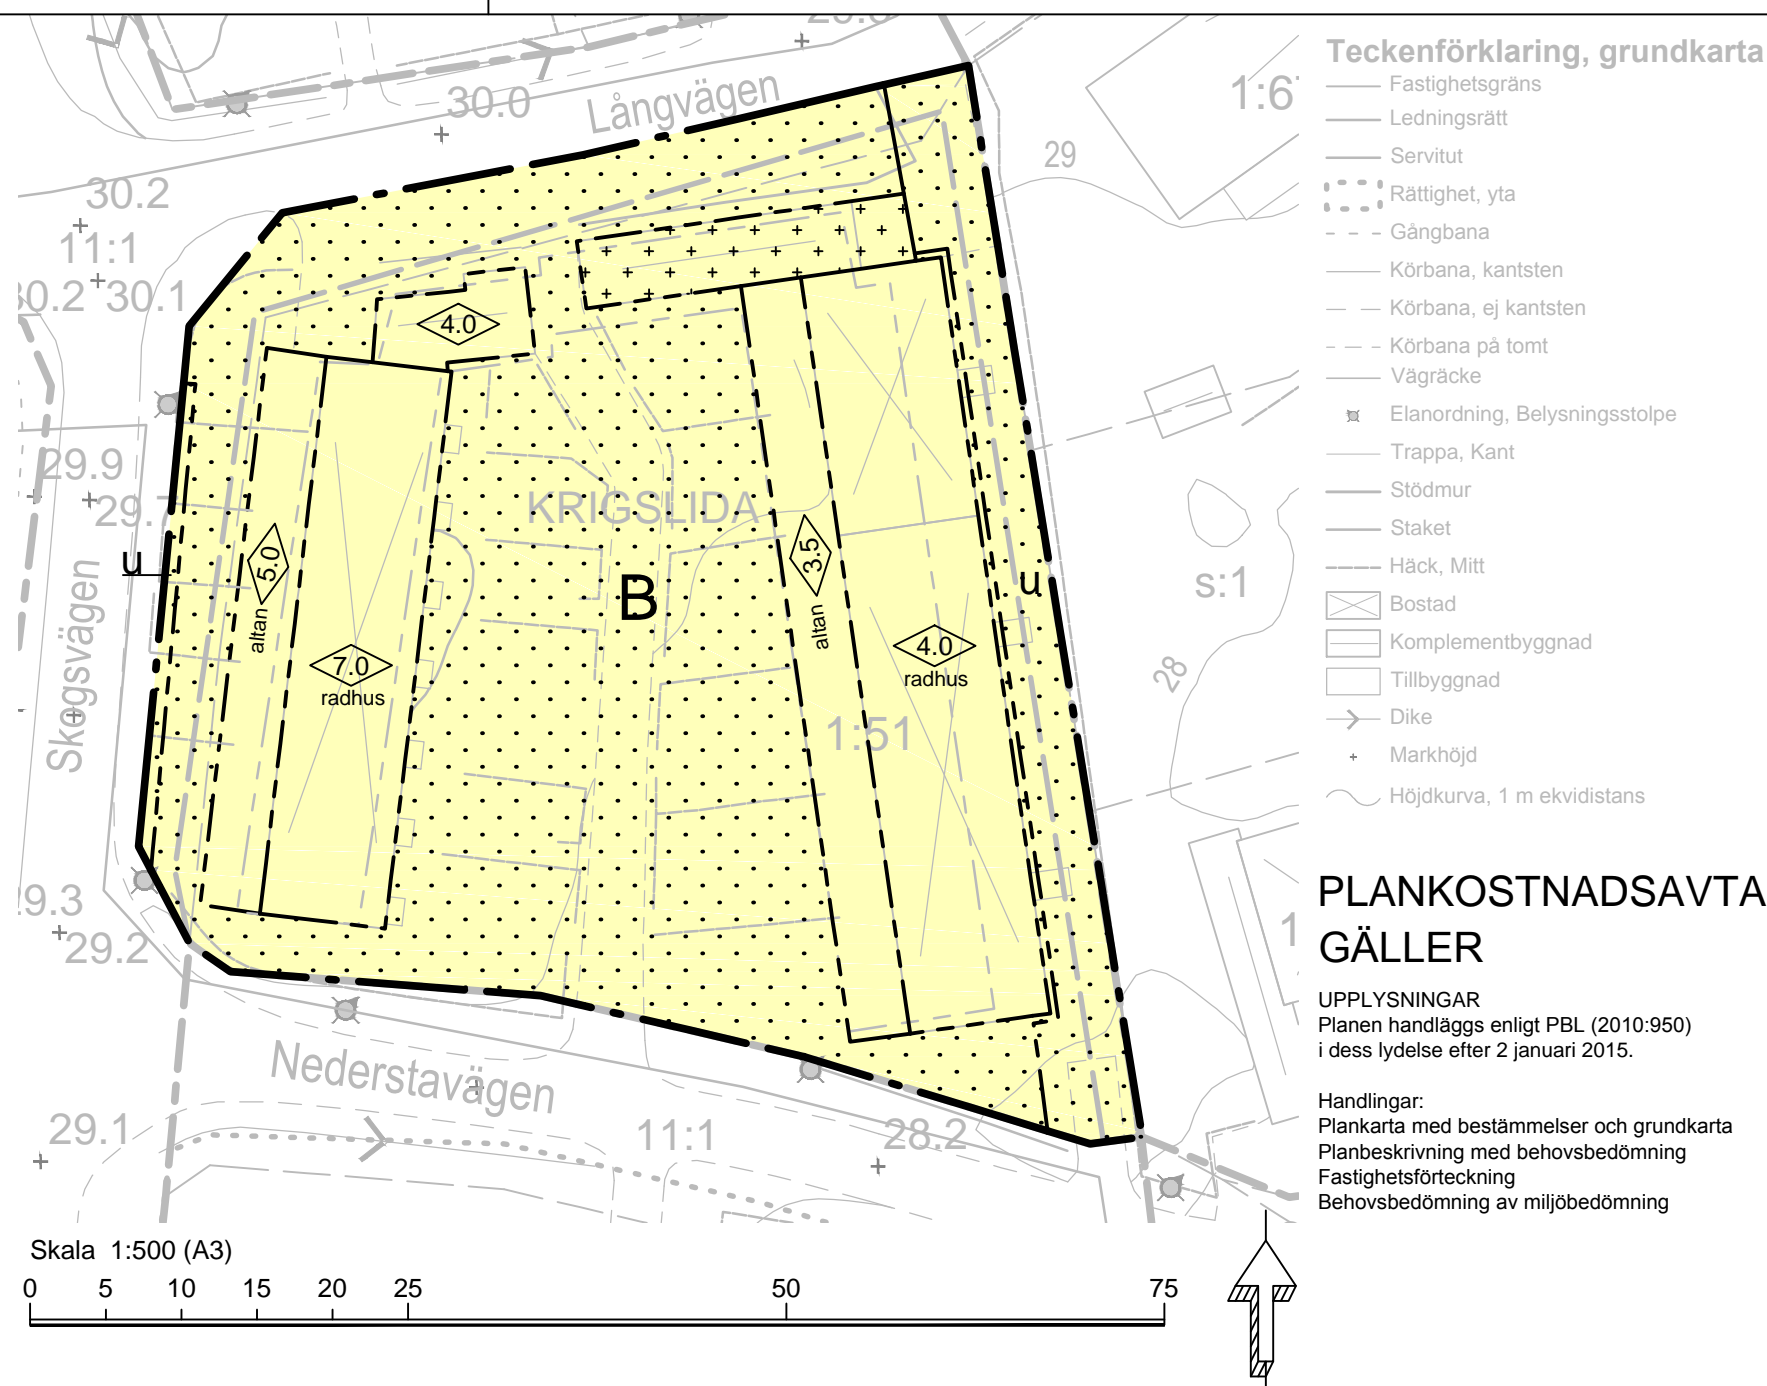 30.0
Långvägen
1:6
29
30.2
11:1
30.1
4.0
29.9
29.7
KRIGSLIDA
u
5.0
altan
B
3.5
altan
u
s:1
Skogsvägen
7.0
radhus
4.0
radhus
28
1:51
29.2
Nederstavägen
29.1
11:1
28.2
Teckenförklaring, grundkarta
Fastighetsgräns
Ledningsrätt
Servitut
Rättighet, yta
Gångbana
Körbana, kantsten
Körbana, ej kantsten
Körbana på tomt
Vägräcke
Elanordning, Belysningsstolpe
Trappa, Kant
Stödmur
Staket
Häck, Mitt
Bostad
Komplementbyggnad
Tillbyggnad
Dike
Markhöjd
Höjdkurva, 1 m ekvidistans
PLANKOSTNADSAVTA
GÄLLER
UPPLYSNINGAR
Planen handläggs enligt PBL (2010:950)
i dess lydelse efter 2 januari 2015.
Handlingar:
Plankarta med bestämmelser och grundkarta
Planbeskrivning med behovsbedömning
Fastighetsförteckning
Behovsbedömning av miljöbedömning
Skala 1:500 (A3)
0 5 10 15 20 25 50 75